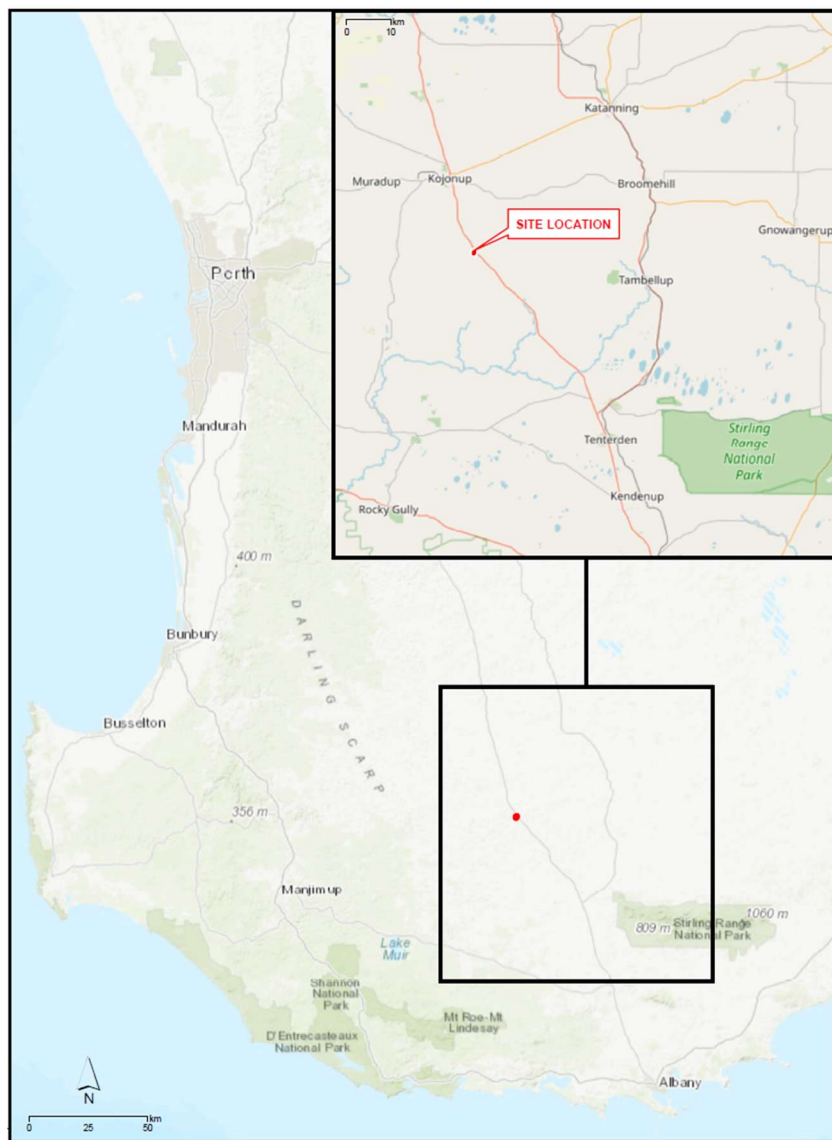 km
0 10
Katanning
Muradup
Kojonup
Broomehill
SITE LOCATION
Gnowangerup
Tambellup
Stirling
Range
National
Park
Tenterden
Kendenup
Rocky Gully
Perth
Mandurah
400 m
DARLING SCARP
Bunbury
Busselton
356 m
Manjimup
Lake
Muir
1060 m
809 m
Stirling Range
National Park
Shannon
National
Park
Mt Roe-Mt
Lindesay
D'Entrecasteaux
National Park
Albany
N
km
0 25 50